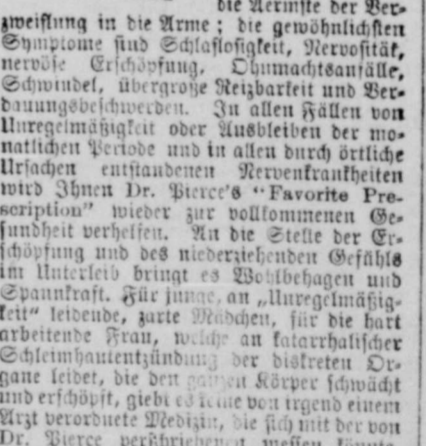 die Aermste der Ver-
zweiflung in die Arme; die gewöhnlichsten
Symptome sind Schlaflosigkeit, Nervosität,
nervöse Erschöpfung, Ohnmachtsanfälle,
Schwindel, übergroße Reizbarkeit und Ver-
dauungsbeschwerden. In allen Fällen von
Unregelmäßigkeit oder Ausbleiben der mo-
natlichen Periode und in allen durch örtliche
Ursachen entstandenen Nervenkrankheiten
wird Ihnen Dr. Pierce's “Favorite Pre-
scription” wieder zur vollkommenen Ge-
sundheit verhelfen. An die Stelle der Er-
schöpfung und des niederziehenden Gefühls
im Unterleib bringt es Wohlbehagen und
Spannkraft. Für junge, an „Unregelmäßig-
keit“ leidende, zarte Mädchen, für die hart
arbeitende Frau, welche an katarrhalischer
Schleimhautentzündung der diskreten Or-
gane leidet, die den ganzen Körper schwächt
und erschöpft, giebt es keine von irgend einem
Arzt verordnete Medizin, die sich mit der von
Dr. Pierce verschriebenen messen könnte.